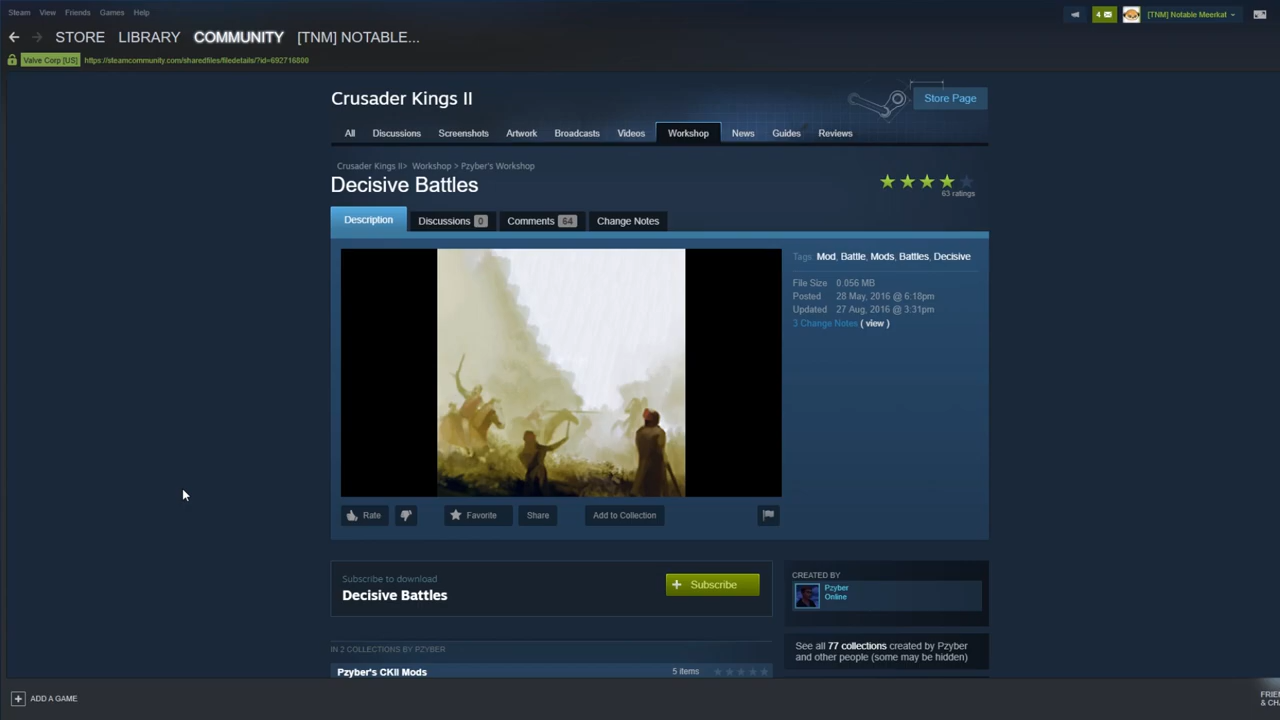 Steam View Friends Games Help
4 [TNM] Notable Meerkat
STORE LIBRARY COMMUNITY [TNM] NOTABLE...
Valve Corp [US] https://steamcommunity.com/sharedfiles/filedetails/?id=692716800
Crusader Kings II
Store Page
All Discussions Screenshots Artwork Broadcasts Videos Workshop News Guides Reviews
Crusader Kings II > Workshop > Pzyber's Workshop
Decisive Battles
63 ratings
Description Discussions 0 Comments 64 Change Notes
Tags: Mod, Battle, Mods, Battles, Decisive
File Size 0.056 MB
Posted 28 May, 2016 @ 6:18pm
Updated 27 Aug, 2016 @ 3:31pm
3 Change Notes ( view )
Rate Favorite Share Add to Collection
Subscribe to download
Decisive Battles
+ Subscribe
CREATED BY
Pzyber
Online
IN 2 COLLECTIONS BY PZYBER
Pzyber's CKII Mods 5 items
See all 77 collections created by Pzyber
and other people (some may be hidden)
+ ADD A GAME
FRIE
& CHA